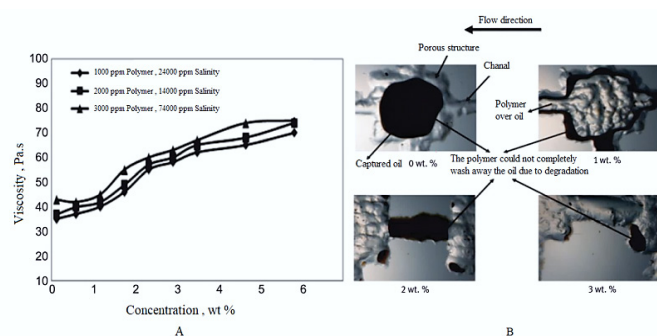 100
90
80
70
60
50
40
30
20
10
1000 ppm Polymer , 24000 ppm Salinity
2000 ppm Polymer , 14000 ppm Salinity
3000 ppm Polymer , 74000 ppm Salinity
Viscosity , Pa.s
0 1 2 3 4 5 6 7
Concentration , wt %
A
Flow direction
Porous structure
Chanal
Polymer
over oil
Captured oil
0 wt. %
1 wt. %
The polymer could not completely
wash away the oil due to degradation
2 wt. %
3 wt. %
B